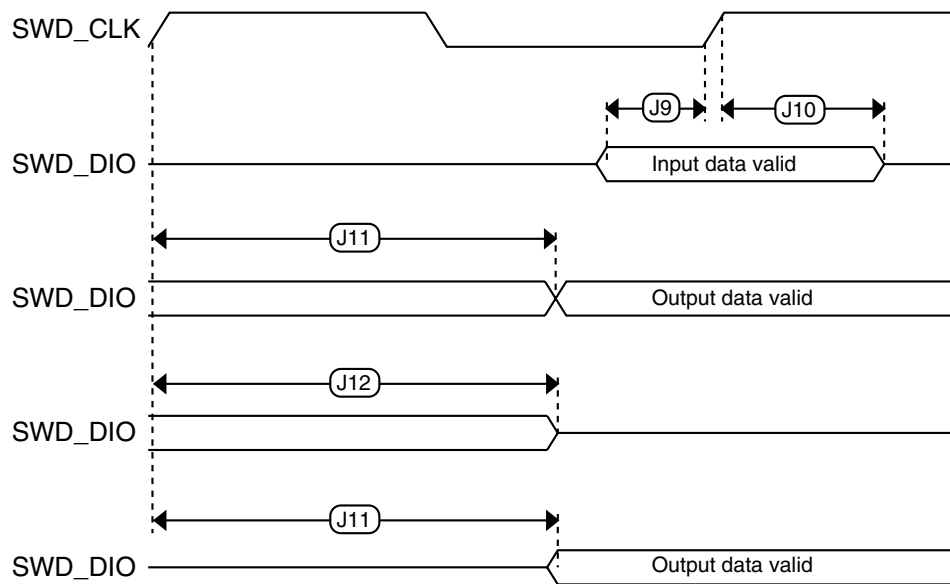 SWD_CLK
J9
J10
SWD_DIO
Input data valid
J11
SWD_DIO
Output data valid
J12
SWD_DIO
J11
SWD_DIO
Output data valid